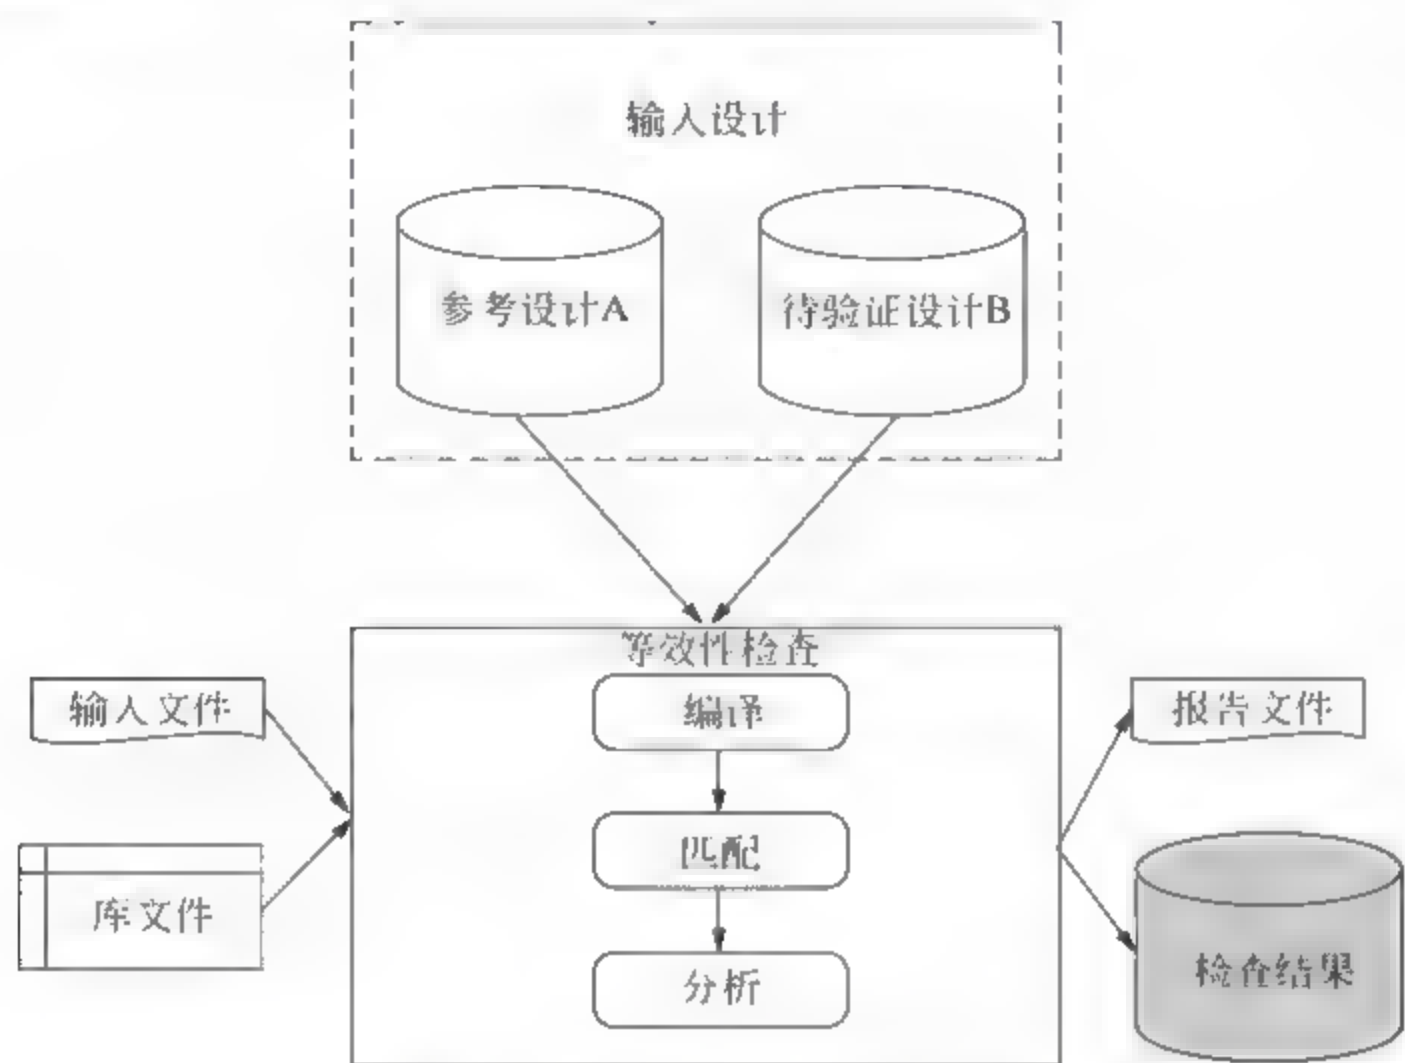 输入设计
参考设计A
待验证设计B
等效性检查
输入文件
编译
报告文件
匹配
库文件
检查结果
分析